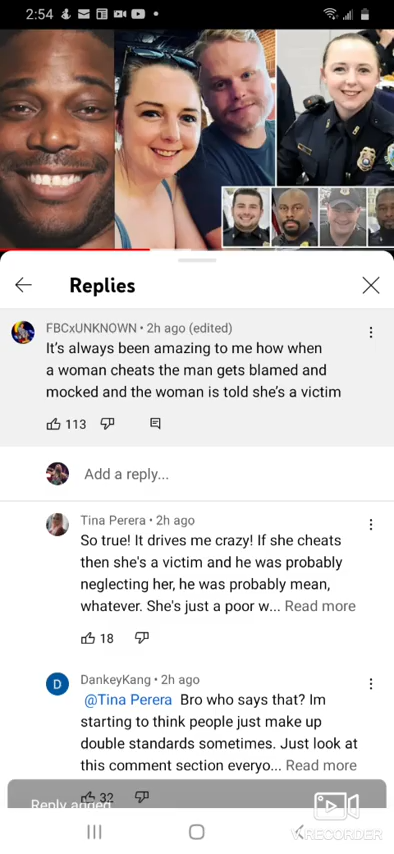 2:54
Replies
FBCxUNKNOWN • 2h ago (edited)
It's always been amazing to me how when
a woman cheats the man gets blamed and
mocked and the woman is told she's a victim
113
Add a reply...
Tina Perera • 2h ago
So true! It drives me crazy! If she cheats
then she's a victim and he was probably
neglecting her, he was probably mean,
whatever. She's just a poor w... Read more
18
D
DankeyKang • 2h ago
@Tina Perera Bro who says that? Im
starting to think people just make up
double standards sometimes. Just look at
this comment section everyo... Read more
32
Reply added
V RECORDER